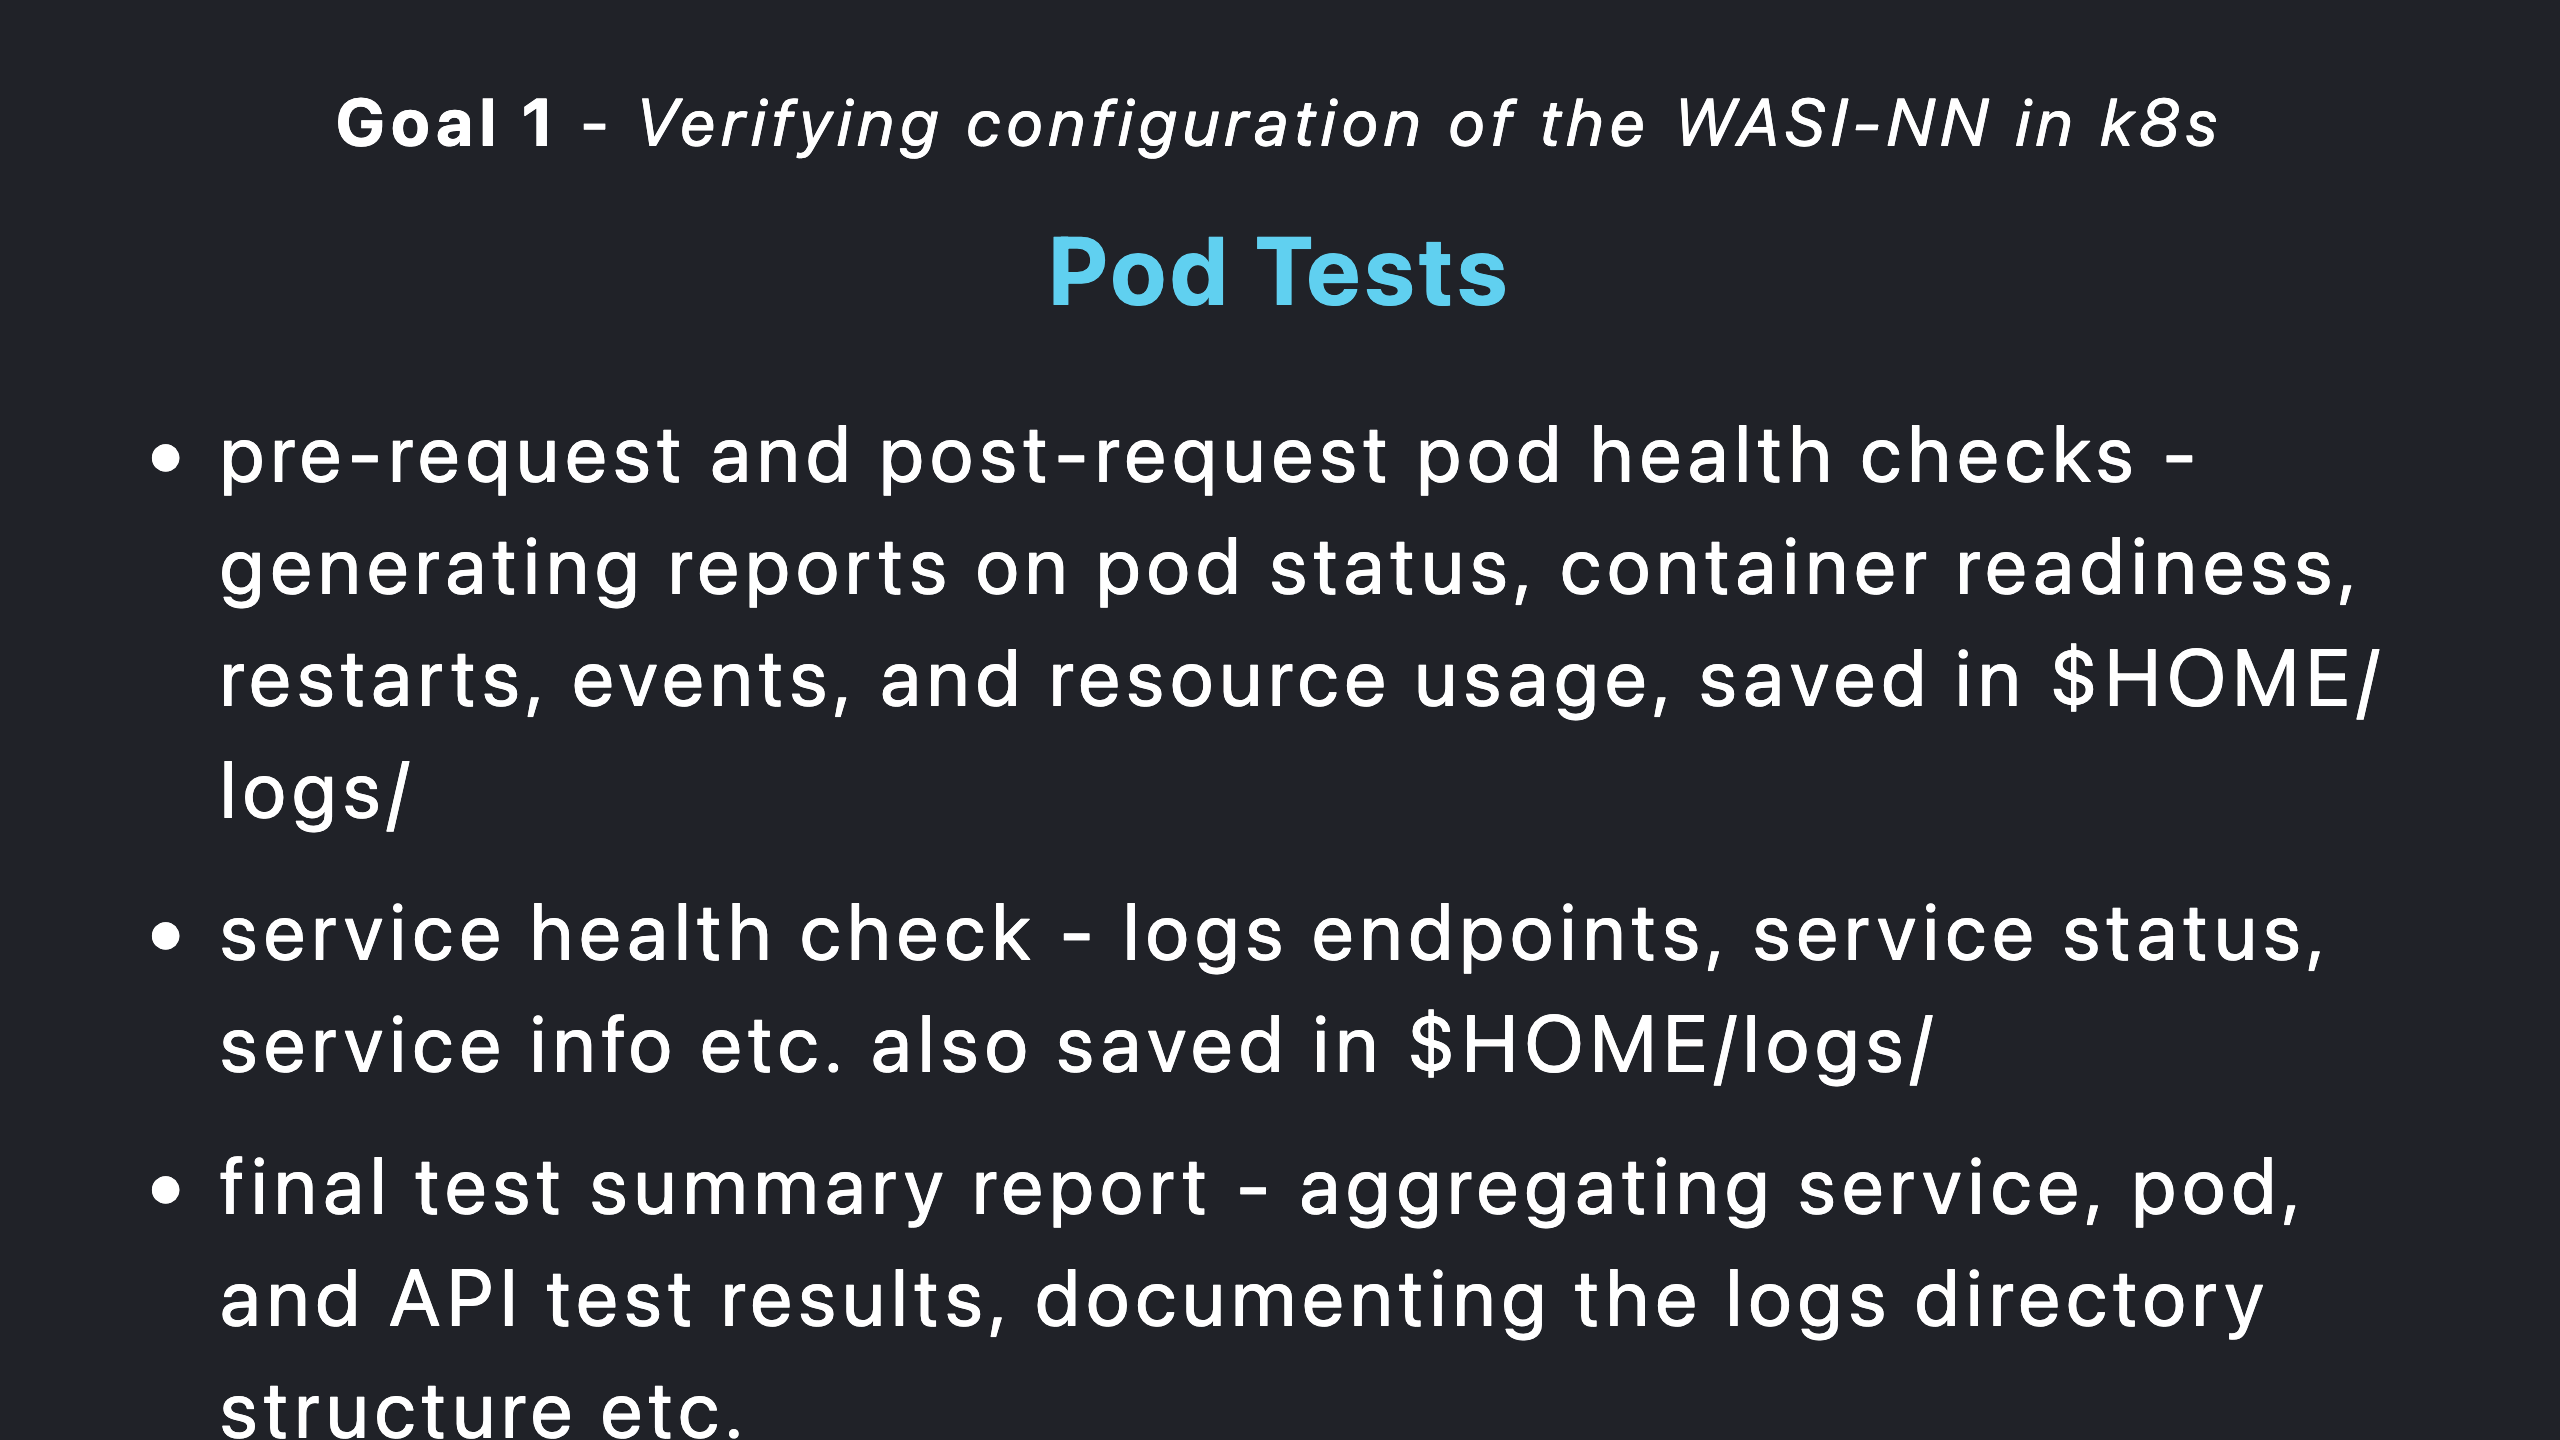 Goal 1 - Verifying configuration of the WASI-NN in k8s
Pod Tests
• pre-request and post-request pod health checks -
generating reports on pod status, container readiness,
restarts, events, and resource usage, saved in $HOME/
logs/
• service health check - logs endpoints, service status,
service info etc. also saved in $HOME/logs/
• final test summary report - aggregating service, pod,
and API test results, documenting the logs directory
structure etc.